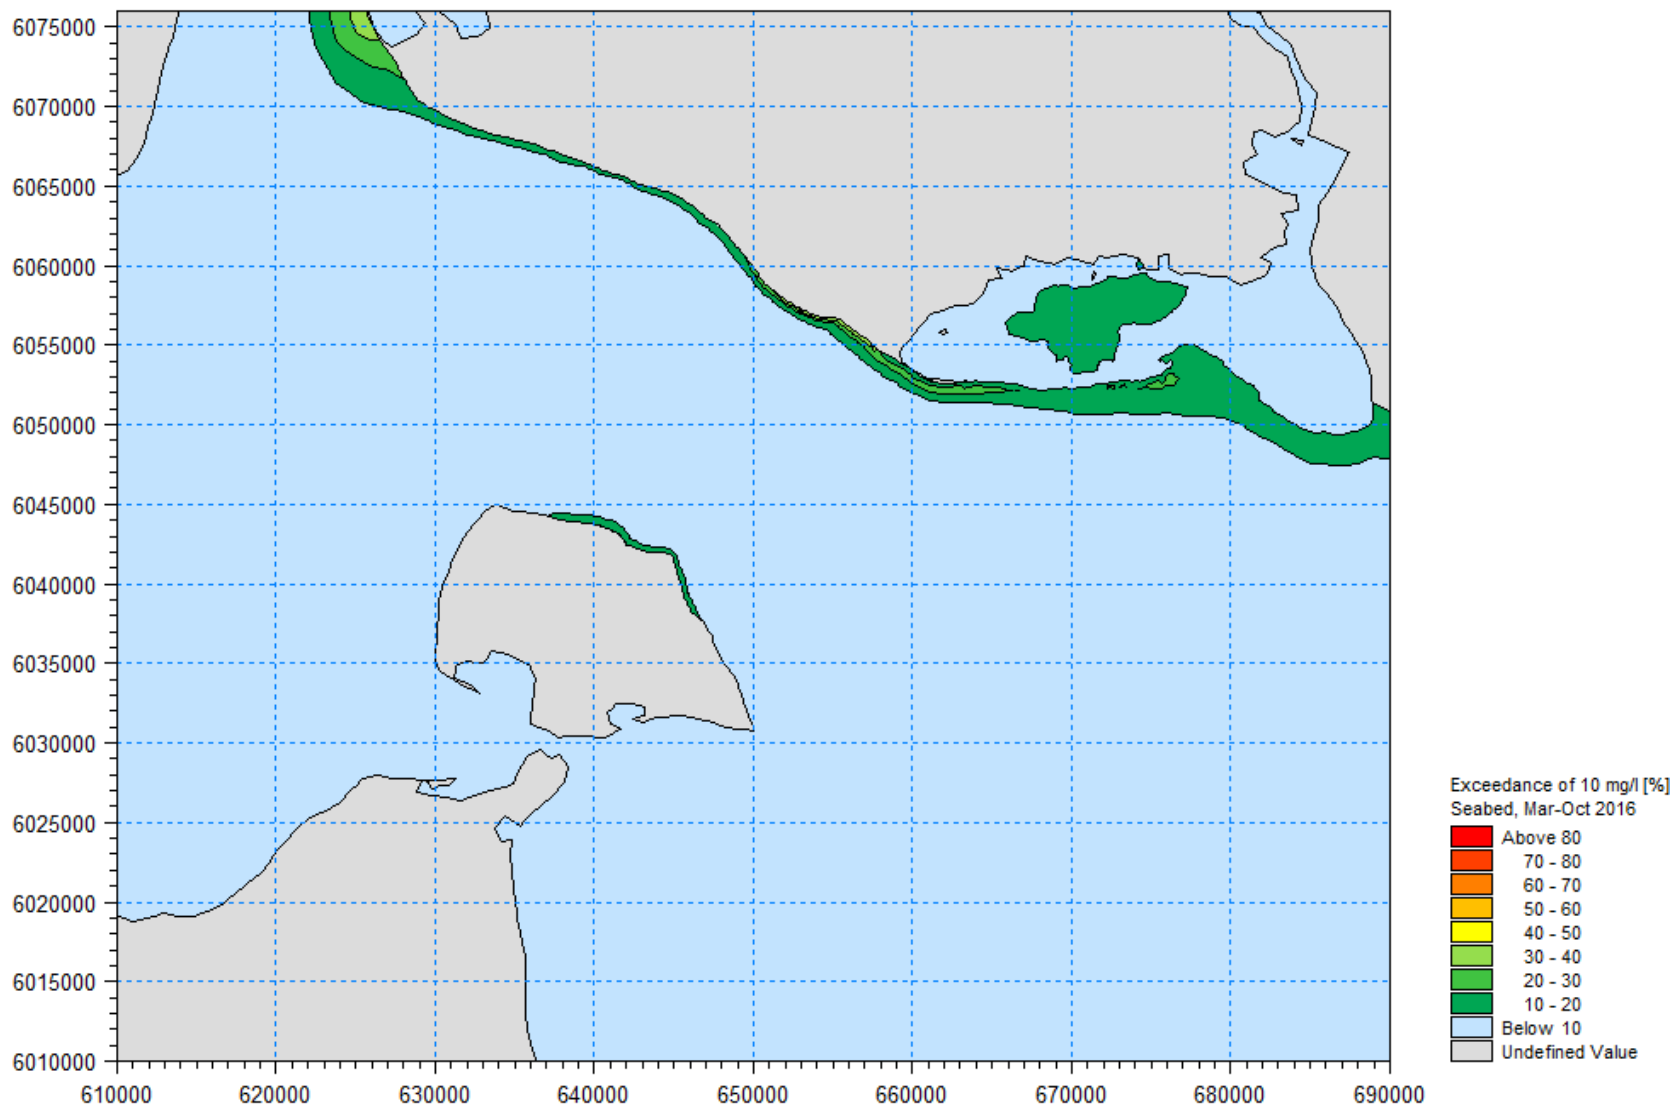 6075000
6070000
6065000
6060000
6055000
6050000
6045000
6040000
6035000
6030000
6025000
6020000
6015000
6010000
610000 620000 630000 640000 650000 660000 670000 680000 690000
Exceedance of 10 mg/l [%]
Seabed, Mar-Oct 2016
Above 80
70 - 80
60 - 70
50 - 60
40 - 50
30 - 40
20 - 30
10 - 20
Below 10
Undefined Value